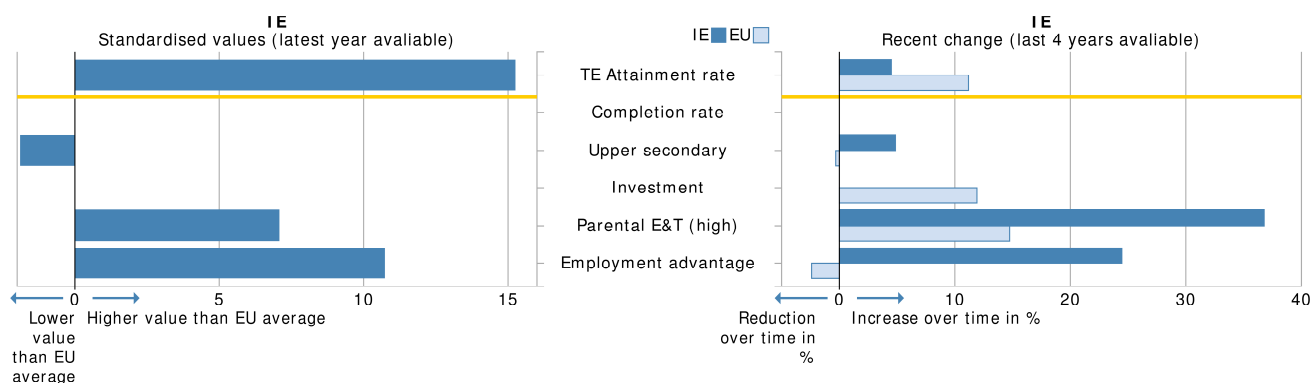 IE
Standardised values (latest year avaliable)
IE EU
IE
Recent change (last 4 years avaliable)
TE Attainment rate
Completion rate
Upper secondary
Investment
Parental E&T (high)
Employment advantage
0 5 10 15
Lower
value
than EU
average
Higher value than EU average
0 10 20 30 40
Reduction
over time in
%
Increase over time in %